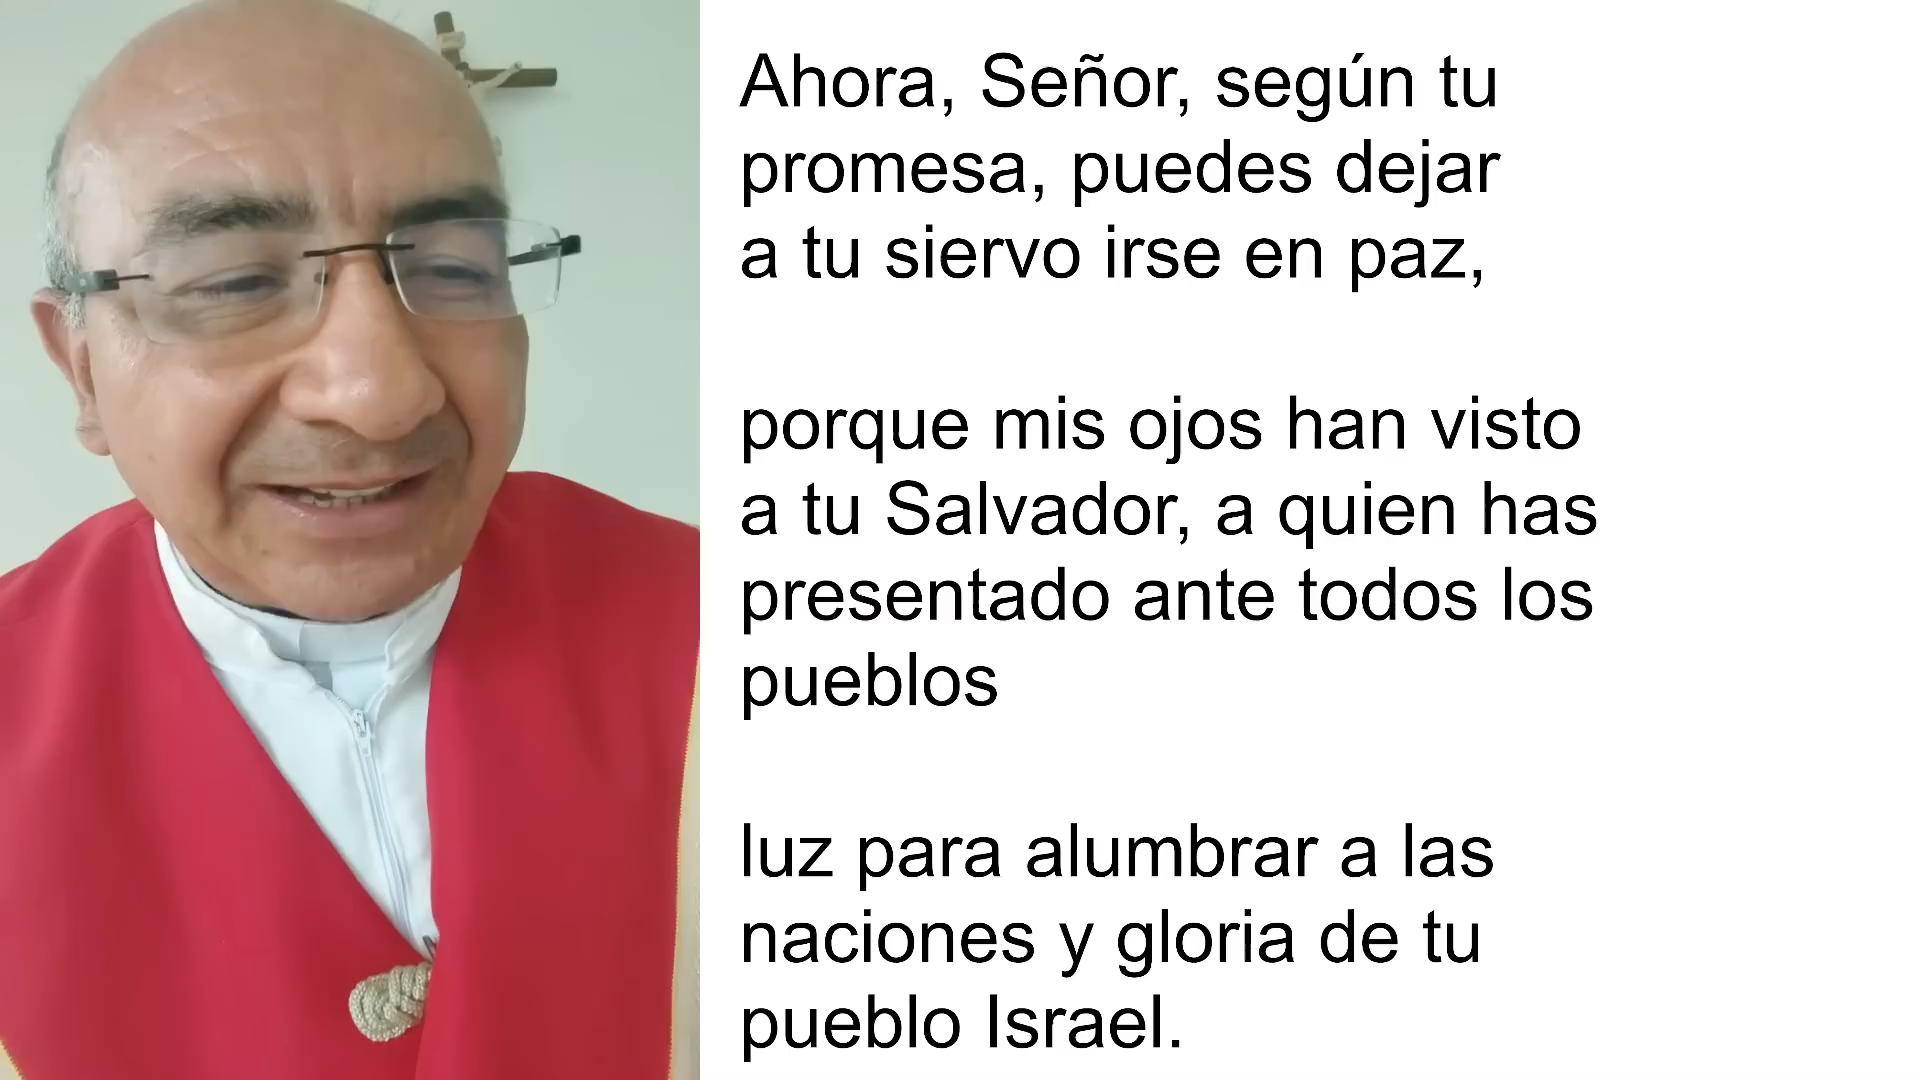 Ahora, Señor, según tu
promesa, puedes dejar
a tu siervo irse en paz,
porque mis ojos han visto
a tu Salvador, a quien has
presentado ante todos los
pueblos
luz para alumbrar a las
naciones y gloria de tu
pueblo Israel.